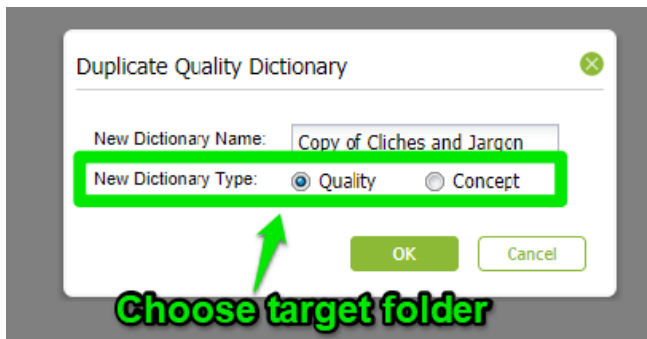 Duplicate Quality Dictionary
New Dictionary Name: Copy of Cliches and Jargon
New Dictionary Type: Quality Concept
OK Cancel
Choose target folder